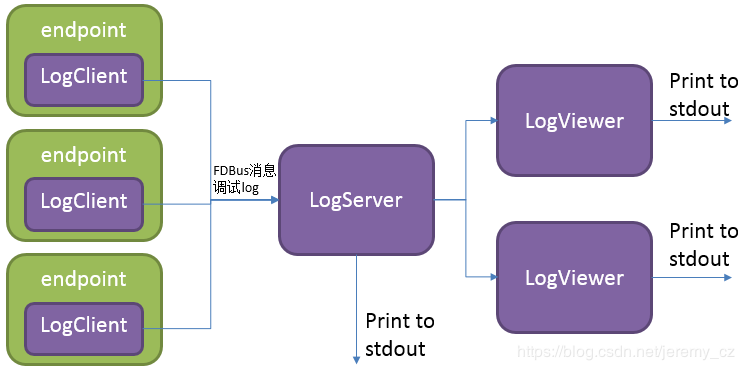 endpoint
LogClient
endpoint
LogClient
endpoint
LogClient
FDBus消息
调试log
LogServer
Print to
stdout
LogViewer
Print to
stdout
LogViewer
Print to
stdout
https://blog.csdn.net/jeremy_cz